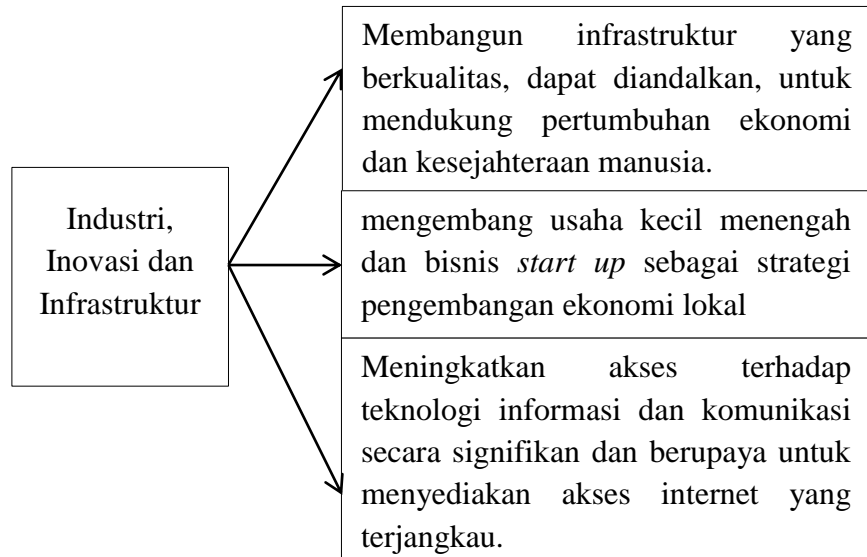 Industri,
Inovasi dan
Infrastruktur
Membangun infrastruktur yang
berkualitas, dapat diandalkan, untuk
mendukung pertumbuhan ekonomi
dan kesejahteraan manusia.
mengembang usaha kecil menengah
dan bisnis start up sebagai strategi
pengembangan ekonomi lokal
Meningkatkan akses terhadap
teknologi informasi dan komunikasi
secara signifikan dan berupaya untuk
menyediakan akses internet yang
terjangkau.